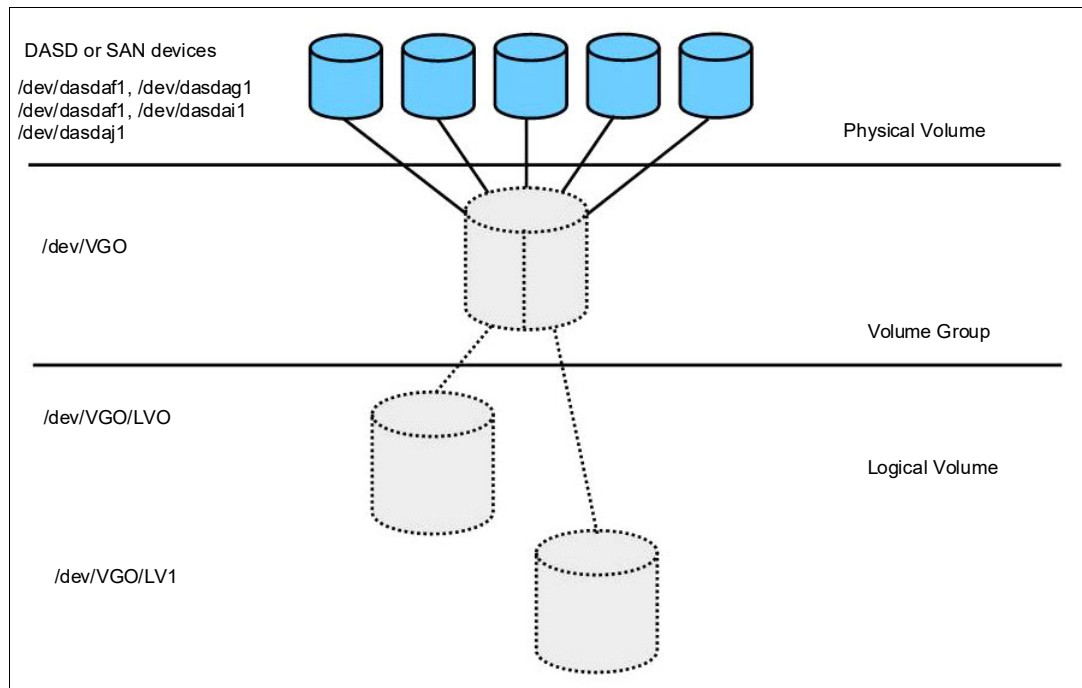 DASD or SAN devices
/dev/dasdaf1, /dev/dasdag1
/dev/dasdaf1, /dev/dasdai1
/dev/dasdaj1
Physical Volume
/dev/VGO
Volume Group
/dev/VGO/LVO
Logical Volume
/dev/VGO/LV1